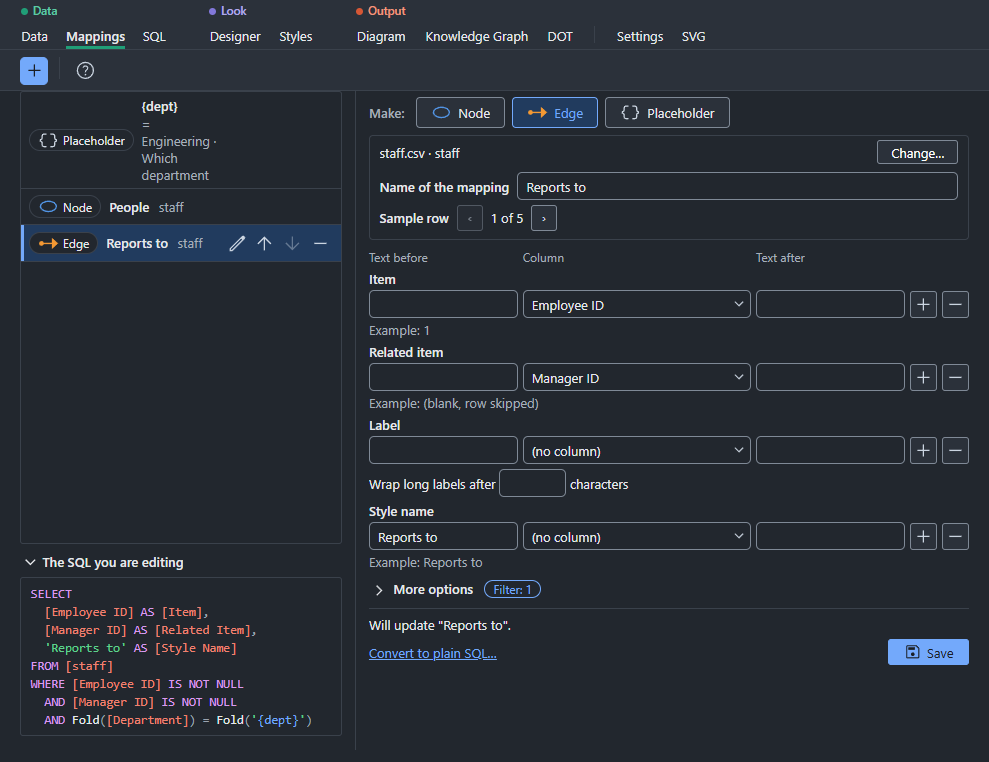 Data
Look
Output
Data Mappings SQL Designer Styles Diagram Knowledge Graph DOT Settings SVG
Placeholder
{dept}
=
Engineering ·
Which
department
Node People staff
Edge Reports to staff
The SQL you are editing
SELECT
[Employee ID] AS [Item],
[Manager ID] AS [Related Item],
'Reports to' AS [Style Name]
FROM [staff]
WHERE [Employee ID] IS NOT NULL
AND [Manager ID] IS NOT NULL
AND Fold([Department]) = Fold('{dept}')
Make: Node Edge {} Placeholder
staff.csv · staff Change...
Name of the mapping Reports to
Sample row ‹ 1 of 5 ›
Text before Column Text after
Item
Employee ID
Example: 1
Related item
Manager ID
Example: (blank, row skipped)
Label
(no column)
Wrap long labels after characters
Style name
Reports to (no column)
Example: Reports to
More options Filter: 1
Will update "Reports to".
Convert to plain SQL...
Save